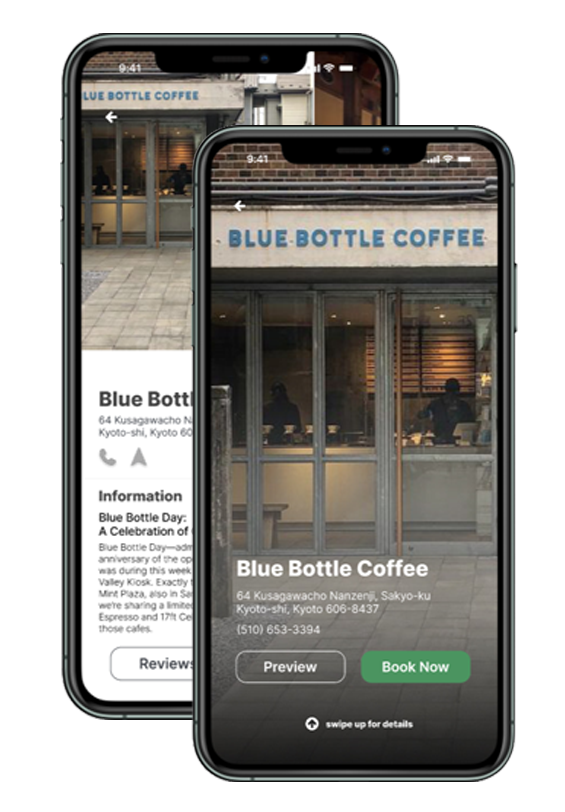 9:41
LUE BOTTLE COFFEE
Blue Bottl
64 Kusagawacho N
Kyoto-shi, Kyoto 60
Information
Blue Bottle Day:
A Celebration of
Blue Bottle Day—adm
anniversary of the op
was during this week
Valley Kiosk. Exactly
Mint Plaza, also in Sa
we're sharing a limite
Espresso and 17ft Ce
those cafes.
Reviews
9:41
BLUE BOTTLE COFFEE
Blue Bottle Coffee
64 Kusagawacho Nanzenji, Sakyo-ku
Kyoto-shi, Kyoto 606-8437
(510) 653-3394
Preview
Book Now
swipe up for details